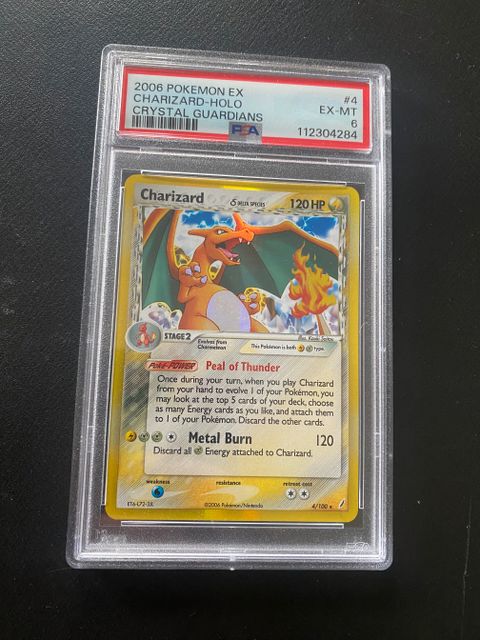 2006 POKEMON EX #4
CHARIZARD-HOLO EX-MT
CRYSTAL GUARDIANS 6
PSA 112304284
Charizard δ DELTA SPECIES 120 HP
STAGE 2 Evolves from Charmeleon
This Pokémon is both type.
Illus. Kouki Saitou
POKé-POWER Peal of Thunder
Once during your turn, when you play Charizard
from your hand to evolve 1 of your Pokémon, you
may look at the top 5 cards of your deck, choose
as many Energy cards as you like, and attach them
to 1 of your Pokémon. Discard the other cards.
Metal Burn 120
Discard all Energy attached to Charizard.
weakness resistance retreat cost
©2006 Pokémon/Nintendo
4/100 ★